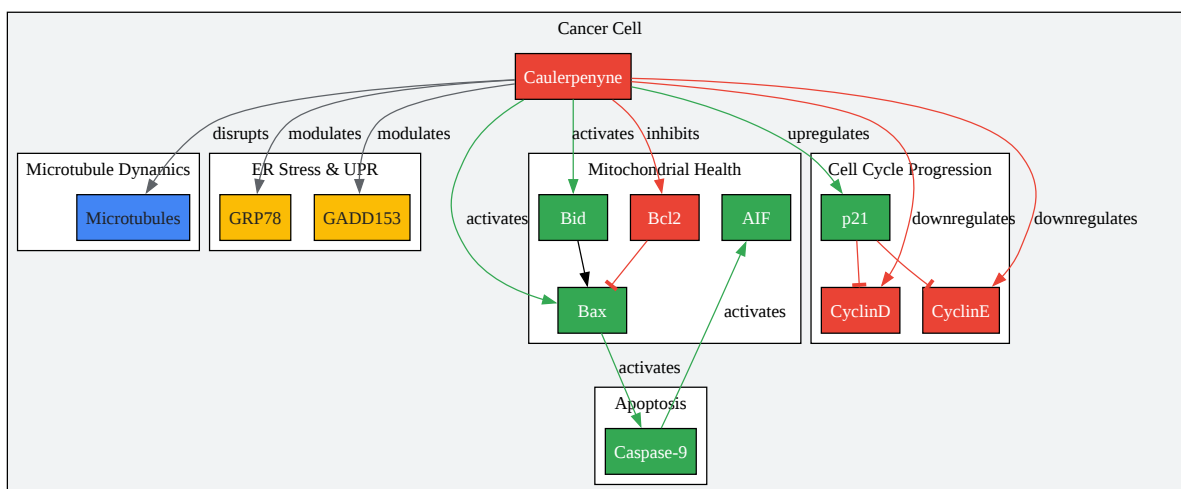 Cancer Cell
Caulerpenyne
disrupts
modulates
modulates
activates
inhibits
upregulates
Microtubule Dynamics
ER Stress & UPR
Mitochondrial Health
Cell Cycle Progression
Microtubules
GRP78
GADD153
activates
Bid
Bcl2
AIF
p21
downregulates
downregulates
Bax
activates
CyclinD
CyclinE
activates
Apoptosis
Caspase-9